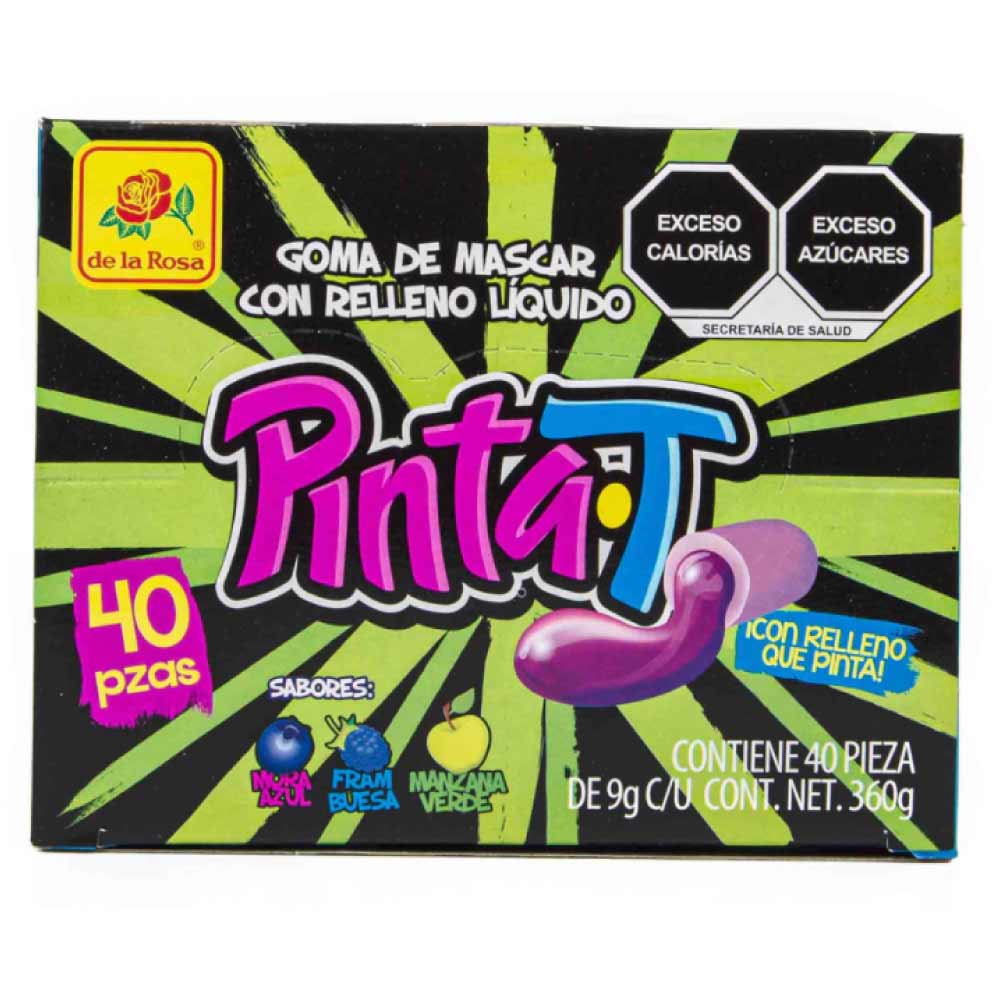 de la Rosa®
GOMA DE MASCAR
CON RELLENO LÍQUIDO
EXCESO
CALORÍAS
EXCESO
AZÚCARES
SECRETARÍA DE SALUD
Pinta·T
40
pzas
¡CON RELLENO
QUE PINTA!
SABORES:
MORA
AZUL
FRAM
BUESA
MANZANA
VERDE
CONTIENE 40 PIEZA
DE 9g C/U CONT. NET. 360g